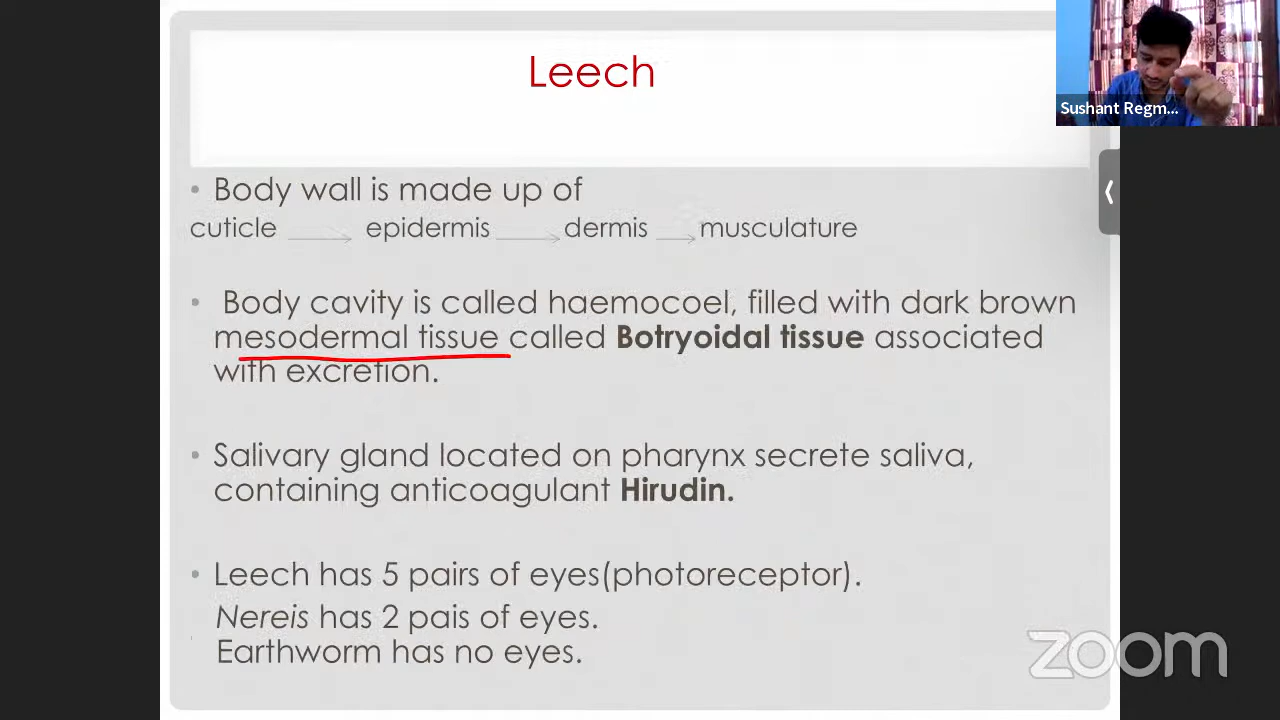 Leech
Sushant Regm...
• Body wall is made up of
cuticle → epidermis → dermis → musculature
• Body cavity is called haemocoel, filled with dark brown
mesodermal tissue called Botryoidal tissue associated
with excretion.
• Salivary gland located on pharynx secrete saliva,
containing anticoagulant Hirudin.
• Leech has 5 pairs of eyes(photoreceptor).
Nereis has 2 pais of eyes.
Earthworm has no eyes.
zoom